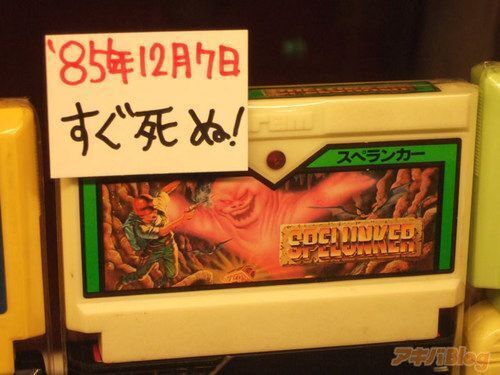 '85年12月7日
すぐ死ぬ!
irem
スペランカー
SPELUNKER
アキバBlog